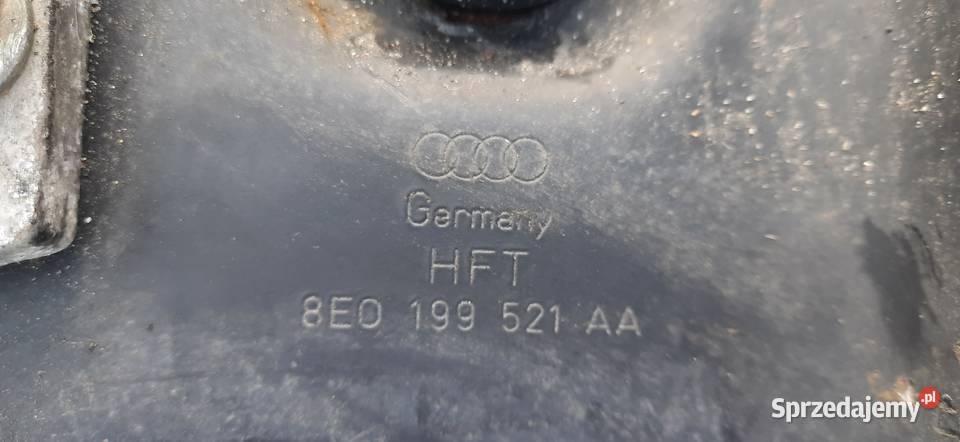 Germany
HFT
8E0 199 521 AA
Sprzedajemy.pl